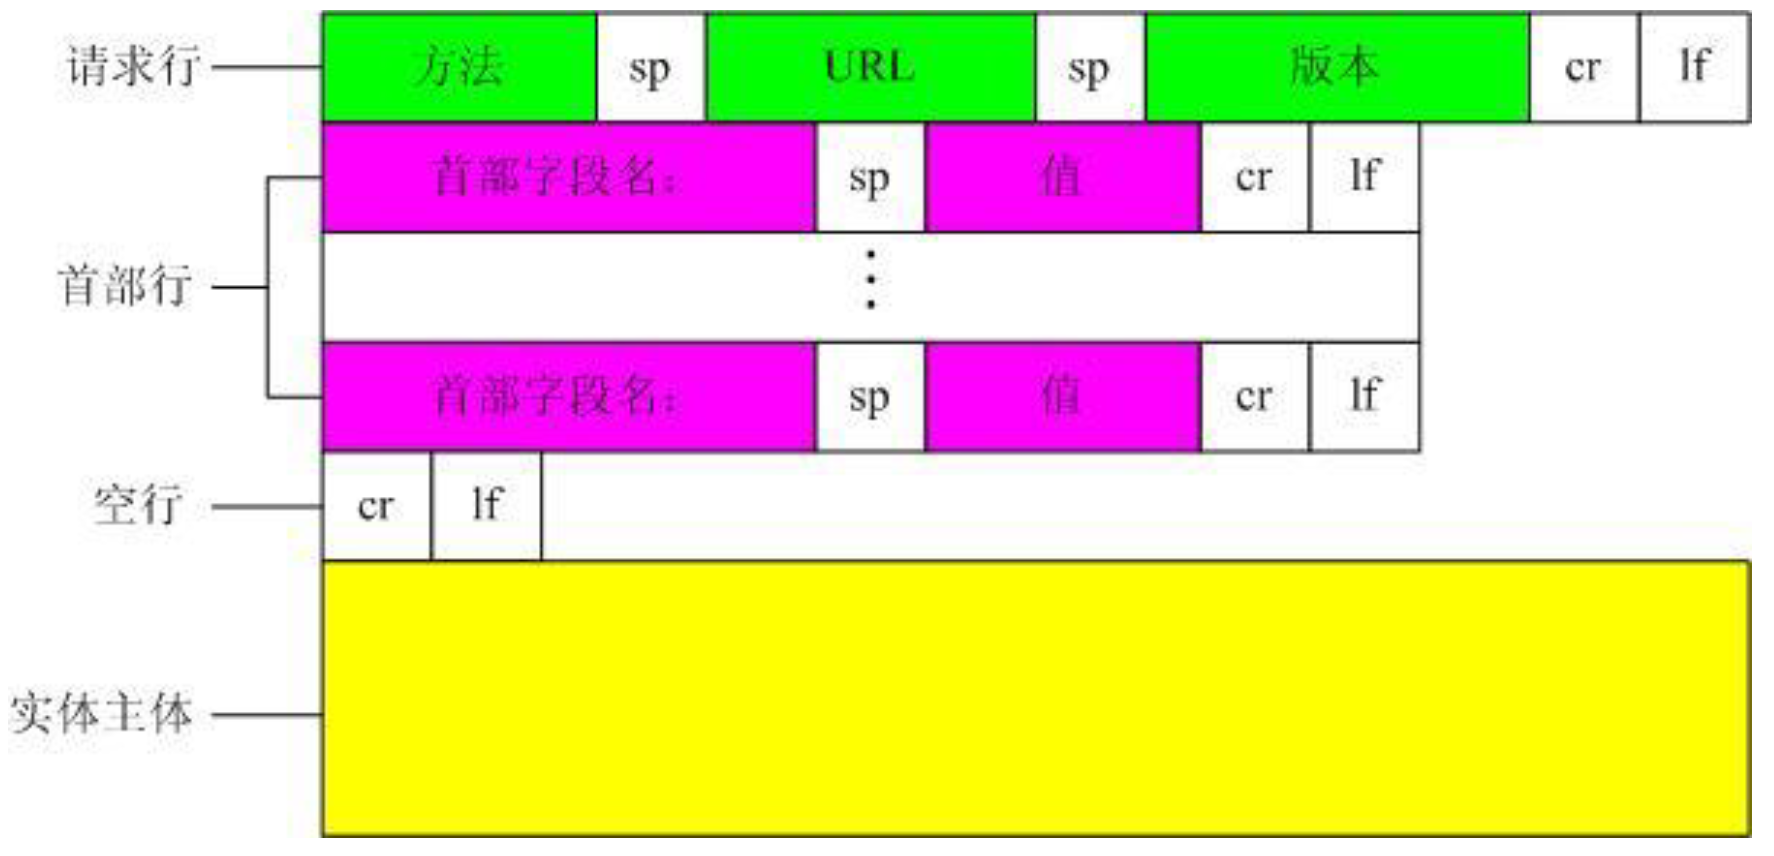 请求行 方法 sp URL sp 版本 cr lf
首部字段名: sp 值 cr lf
首部行
首部字段名: sp 值 cr lf
空行 cr lf
实体主体